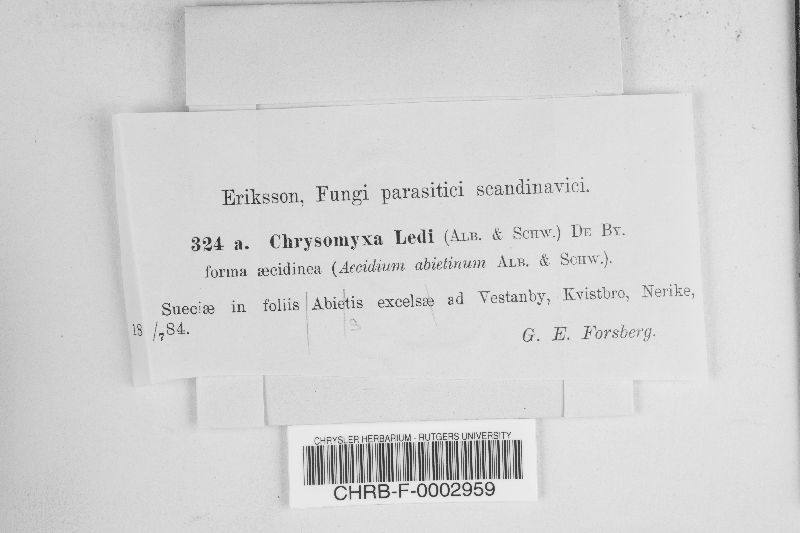 Eriksson, Fungi parasitici scandinavici.
324 a. Chrysomyxa Ledi (Alb. & Schw.) De By.
forma æcidinea (Aecidium abietinum Alb. & Schw.).
Sueciæ in foliis Abietis excelsæ ad Vestanby, Kvistbro, Nerike,
18 /7 84.
G. E. Forsberg.
CHRYSLER HERBARIUM - RUTGERS UNIVERSITY
CHRB-F-0002959